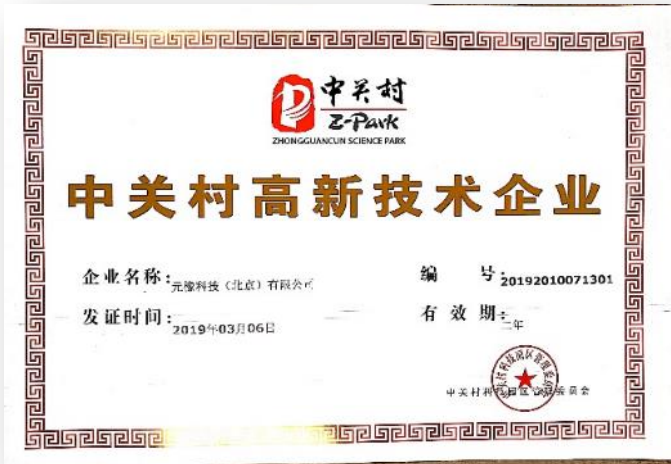 中关村
Z-Park
ZHONGGUANCUN SCIENCE PARK
中关村高新技术企业
企业名称：元豫科技（北京）有限公司
编 号：20192010071301
发证时间：2019年03月06日
有 效 期：二年
中关村科技园区管理委员会